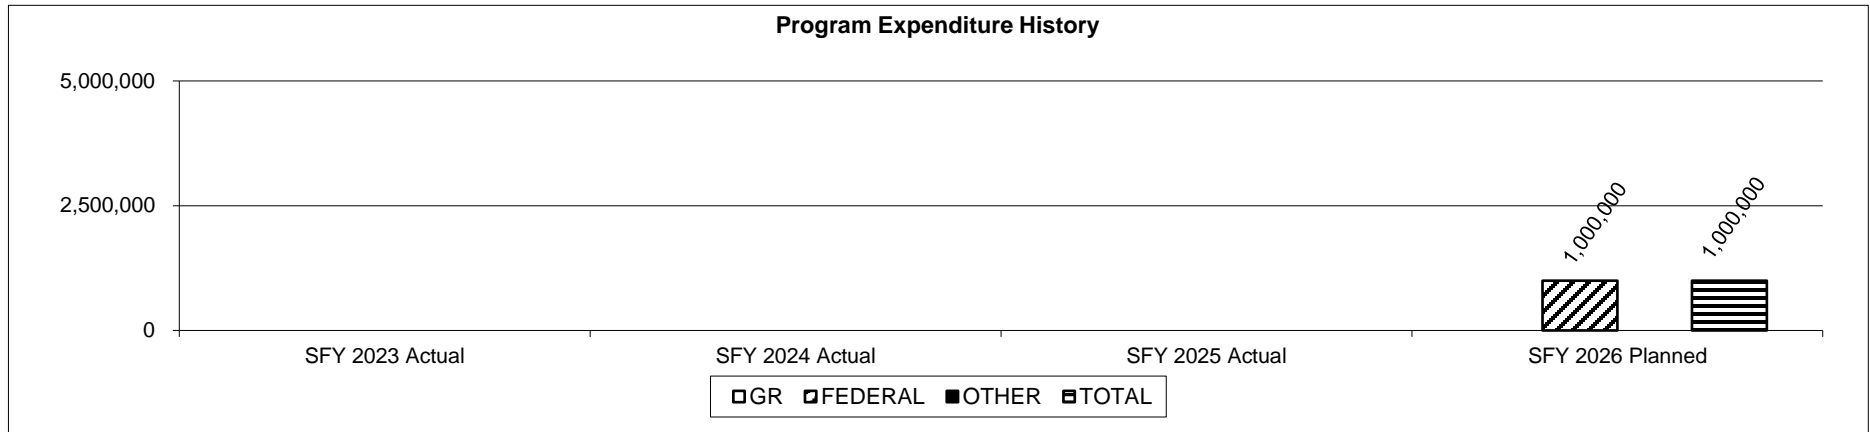 Program Expenditure History
5,000,000
2,500,000
0
1,000,000
1,000,000
SFY 2023 Actual
SFY 2024 Actual
SFY 2025 Actual
SFY 2026 Planned
GR FEDERAL OTHER TOTAL